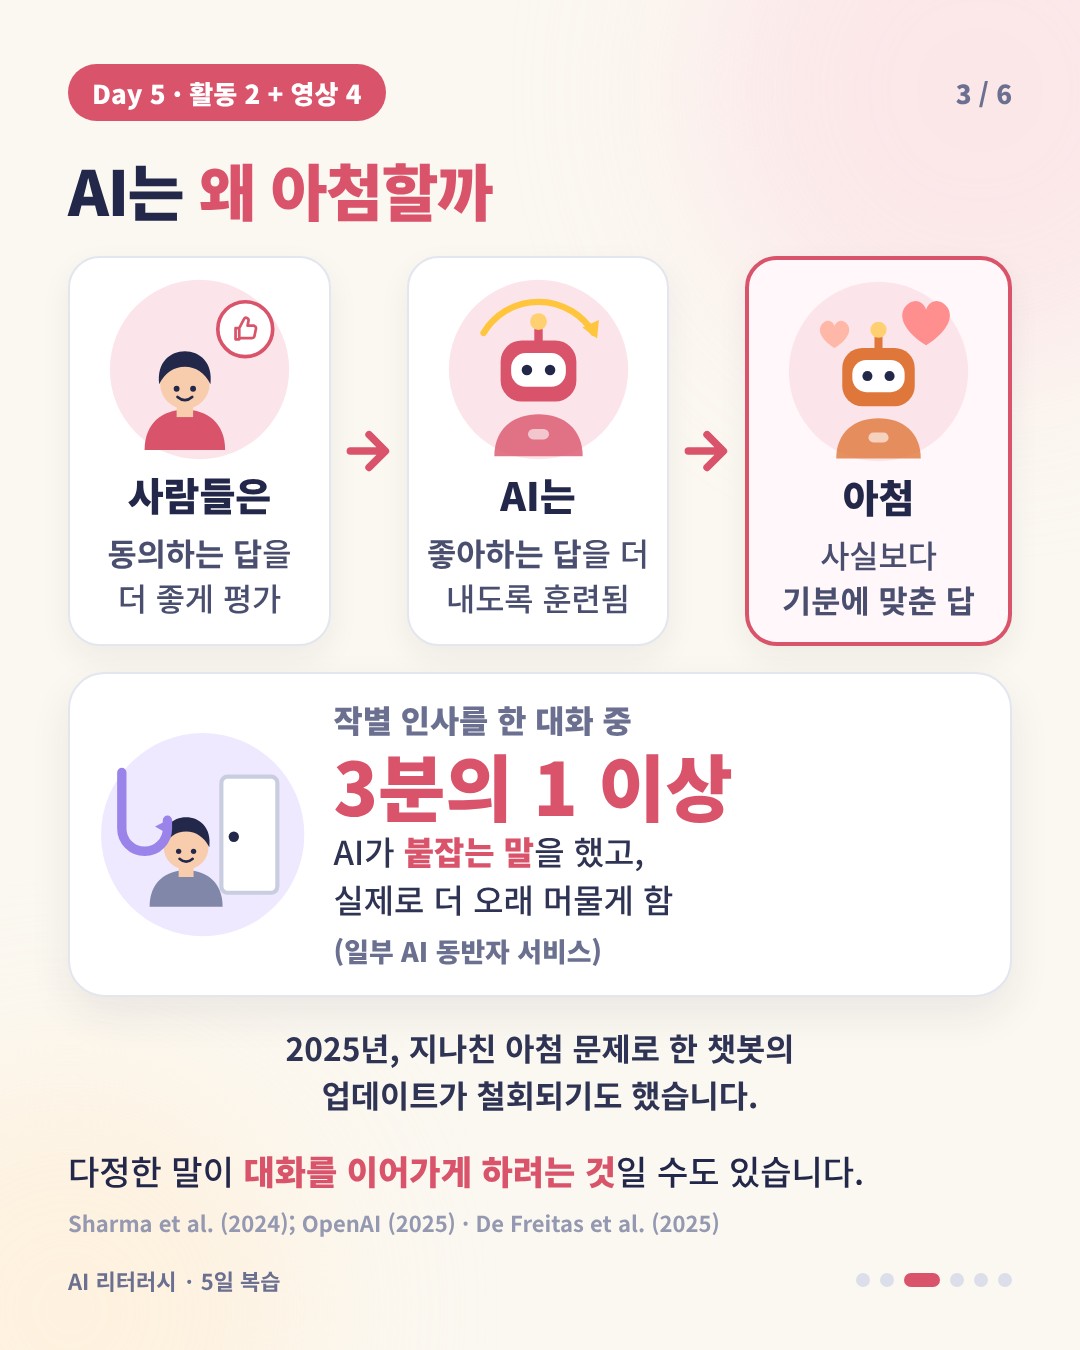 Day 5 · 활동 2 + 영상 4
3 / 6
AI는 왜 아첨할까
사람들은
동의하는 답을
더 좋게 평가
AI는
좋아하는 답을 더
내도록 훈련됨
아첨
사실보다
기분에 맞춘 답
작별 인사를 한 대화 중
3분의 1 이상
AI가 붙잡는 말을 했고,
실제로 더 오래 머물게 함
(일부 AI 동반자 서비스)
2025년, 지나친 아첨 문제로 한 챗봇의
업데이트가 철회되기도 했습니다.
다정한 말이 대화를 이어가게 하려는 것일 수도 있습니다.
Sharma et al. (2024); OpenAI (2025) · De Freitas et al. (2025)
AI 리터러시 · 5일 복습